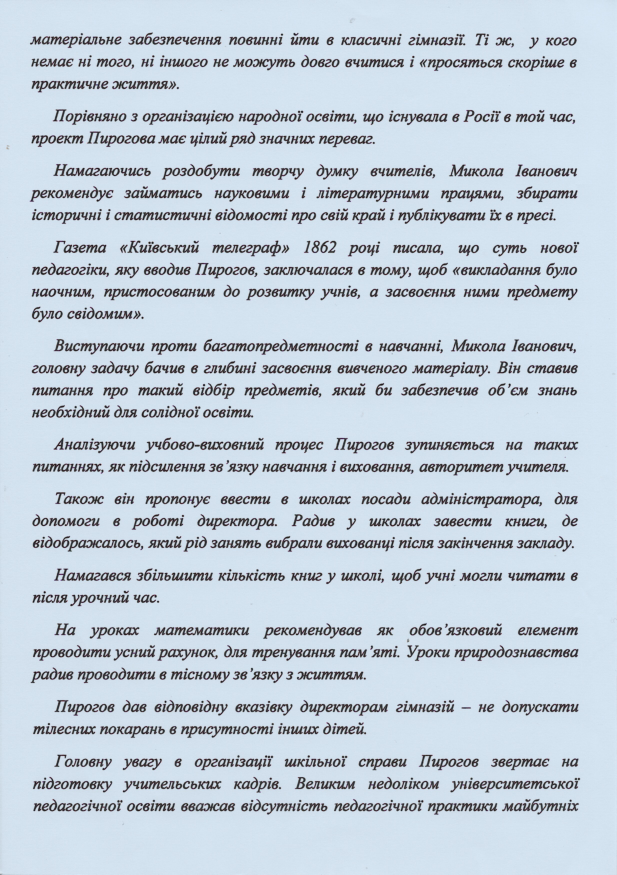 матеріальне забезпечення повинні йти в класичні гімназії. Ті ж, у кого
немає ні того, ні іншого не можуть довго вчитися і «просяться скоріше в
практичне життя».
Порівняно з організацією народної освіти, що існувала в Росії в той час,
проект Пирогова має цілий ряд значних переваг.
Намагаючись роздобути творчу думку вчителів, Микола Іванович
рекомендує займатись науковими і літературними працями, збирати
історичні і статистичні відомості про свій край і публікувати їх в пресі.
Газета «Київський телеграф» 1862 році писала, що суть нової
педагогіки, яку вводив Пирогов, заключалася в тому, щоб «викладання було
наочним, пристосованим до розвитку учнів, а засвоєння ними предмету
було свідомим».
Виступаючи проти багатопредметності в навчанні, Микола Іванович,
головну задачу бачив в глибині засвоєння вивченого матеріалу. Він ставив
питання про такий відбір предметів, який би забезпечив об’єм знань
необхідний для солідної освіти.
Аналізуючи учбово-виховний процес Пирогов зупиняється на таких
питаннях, як підсилення зв’язку навчання і виховання, авторитет учителя.
Також він пропонує ввести в школах посади адміністратора, для
допомоги в роботі директора. Радив у школах завести книги, де
відображалось, який рід занять вибрали вихованці після закінчення закладу.
Намагався збільшити кількість книг у школі, щоб учні могли читати в
після урочний час.
На уроках математики рекомендував як обов’язковий елемент
проводити усний рахунок, для тренування пам’яті. Уроки природознавства
радив проводити в тісному зв’язку з життям.
Пирогов дав відповідну вказівку директорам гімназій – не допускати
тілесних покарань в присутності інших дітей.
Головну увагу в організації шкільної справи Пирогов звертає на
підготовку учительських кадрів. Великим недоліком університетської
педагогічної освіти вважав відсутність педагогічної практики майбутніх